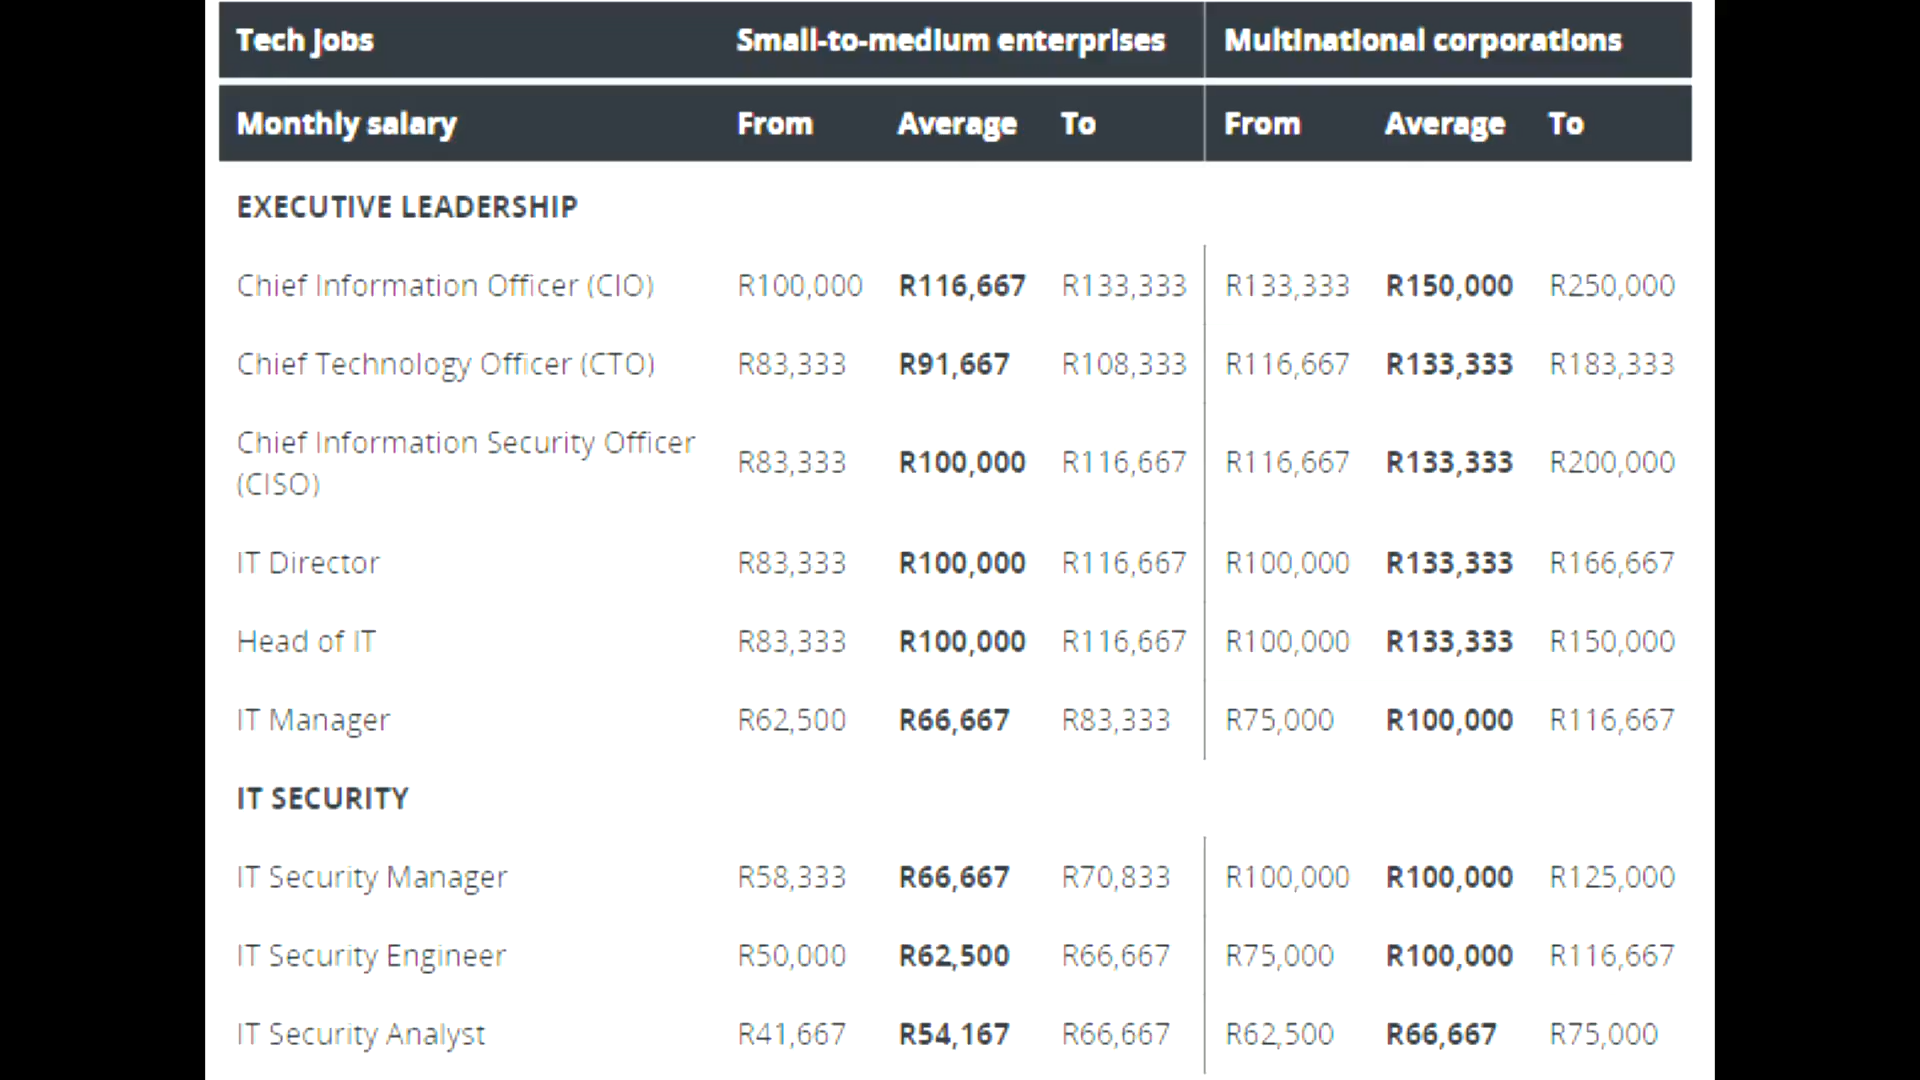 Tech jobs Small-to-medium enterprises Multinational corporations
Monthly salary From Average To From Average To
EXECUTIVE LEADERSHIP
Chief Information Officer (CIO) R100,000 R116,667 R133,333 R133,333 R150,000 R250,000
Chief Technology Officer (CTO) R83,333 R91,667 R108,333 R116,667 R133,333 R183,333
Chief Information Security Officer
(CISO) R83,333 R100,000 R116,667 R116,667 R133,333 R200,000
IT Director R83,333 R100,000 R116,667 R100,000 R133,333 R166,667
Head of IT R83,333 R100,000 R116,667 R100,000 R133,333 R150,000
IT Manager R62,500 R66,667 R83,333 R75,000 R100,000 R116,667
IT SECURITY
IT Security Manager R58,333 R66,667 R70,833 R100,000 R100,000 R125,000
IT Security Engineer R50,000 R62,500 R66,667 R75,000 R100,000 R116,667
IT Security Analyst R41,667 R54,167 R66,667 R62,500 R66,667 R75,000